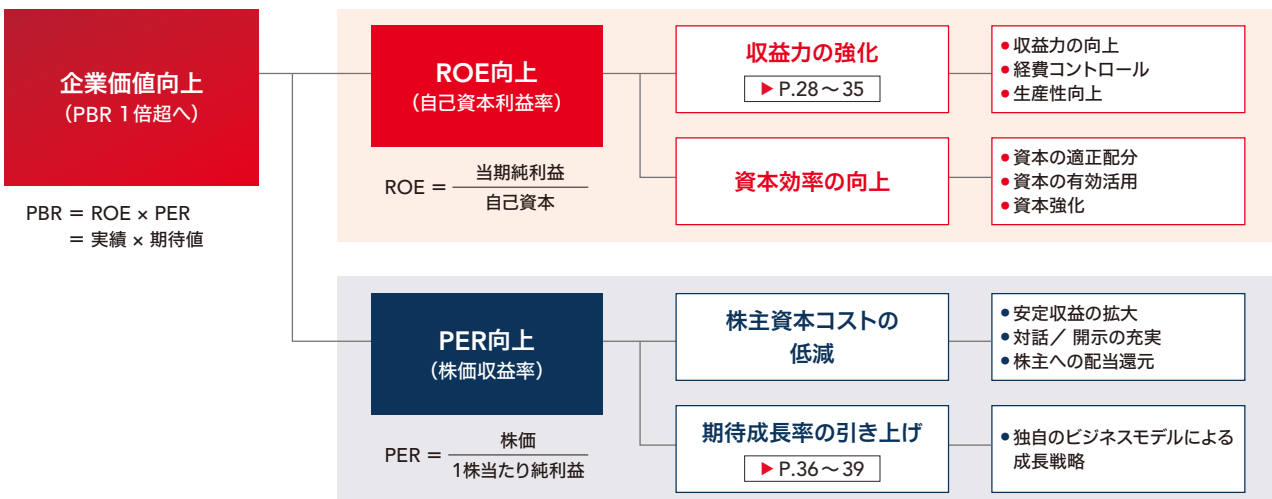 企業価値向上
（PBR 1倍超へ）
PBR = ROE × PER
= 実績 × 期待値
ROE向上
（自己資本利益率）
ROE = 当期純利益
自己資本
収益力の強化
▶P.28～35
● 収益力の向上
● 経費コントロール
● 生産性向上
資本効率の向上
● 資本の適正配分
● 資本の有効活用
● 資本強化
PER向上
（株価収益率）
PER = 株価
1株当たり純利益
株主資本コストの
低減
● 安定収益の拡大
● 対話／ 開示の充実
● 株主への配当還元
期待成長率の引き上げ
▶P.36～39
● 独自のビジネスモデルによる
成長戦略